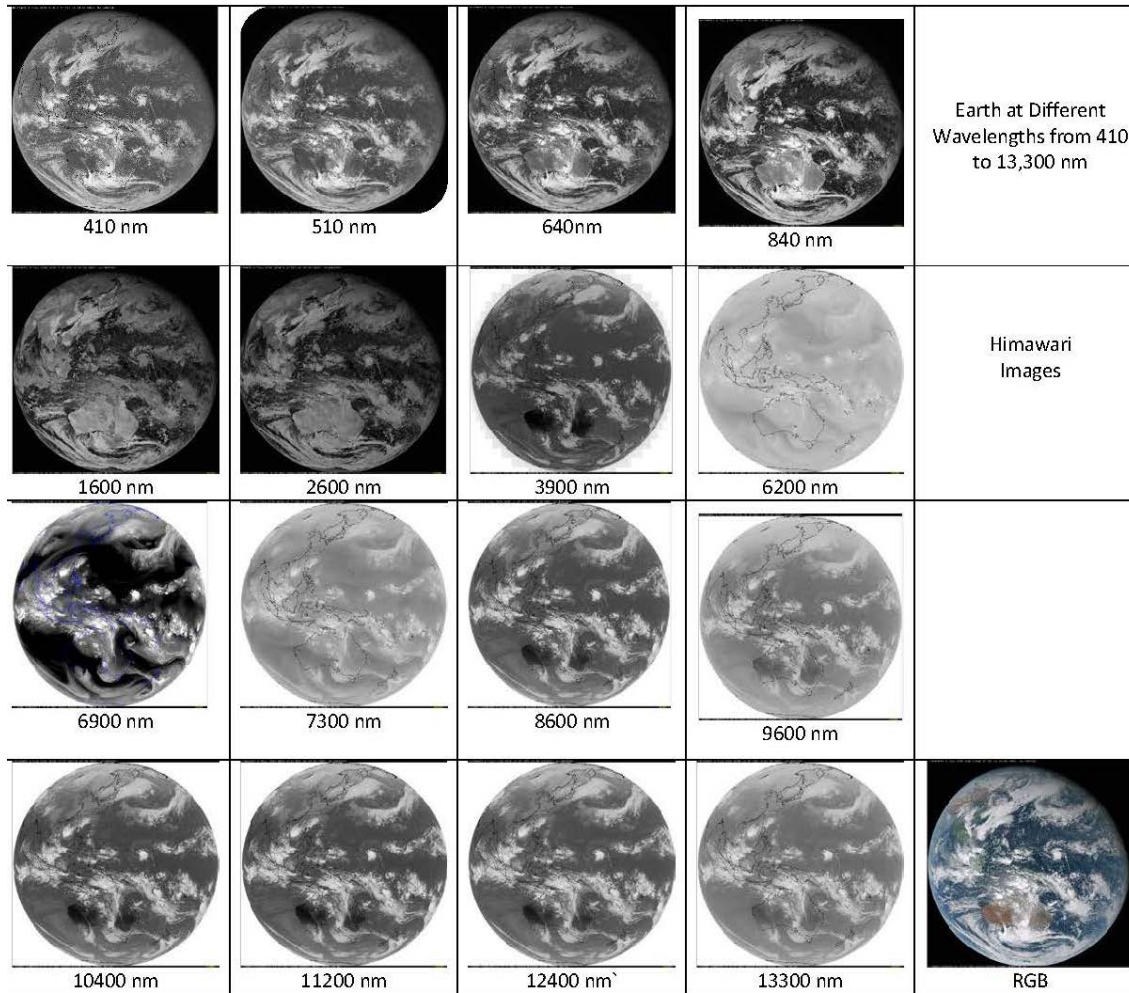 410 nm
510 nm
640nm
840 nm
Earth at Different
Wavelengths from 410
to 13,300 nm
1600 nm
2600 nm
3900 nm
6200 nm
Himawari
Images
6900 nm
7300 nm
8600 nm
9600 nm
10400 nm
11200 nm
12400 nm`
13300 nm
RGB